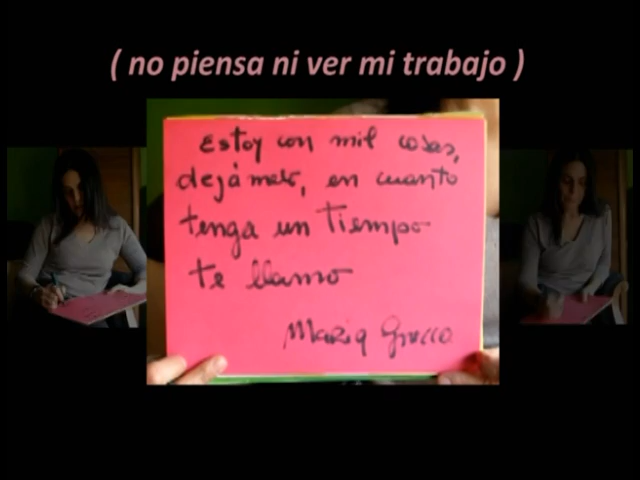 ( no piensa ni ver mi trabajo )
Estoy con mil cosas,
dejámelo, en cuanto
tenga un tiempo
te llamo
Maria Grecco